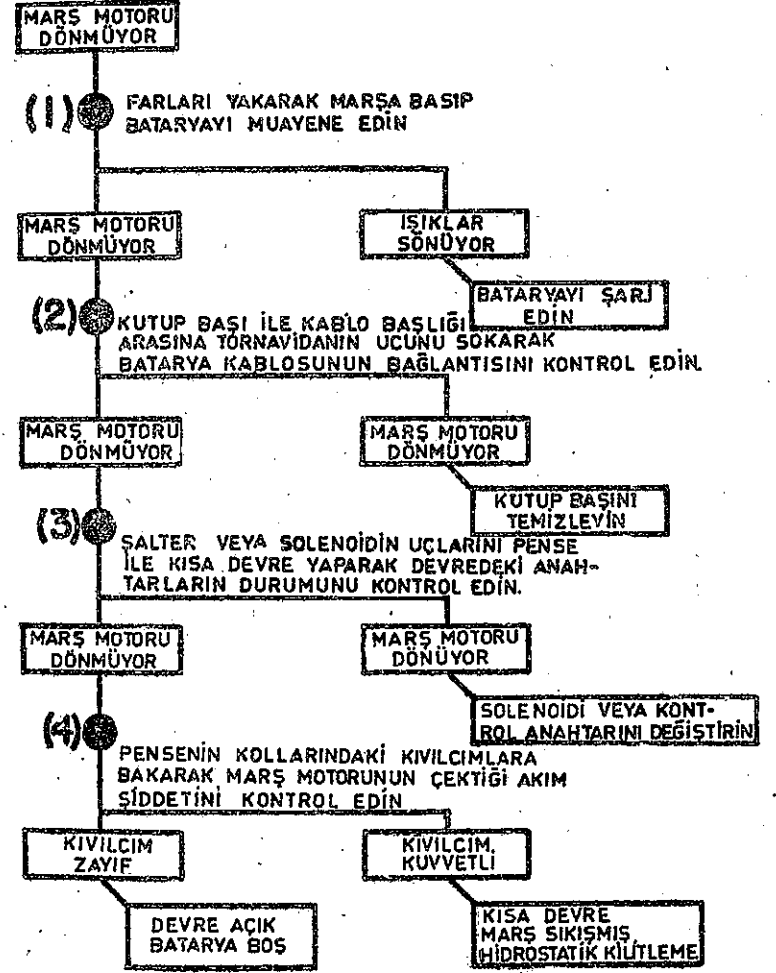 MARŞ MOTORU
DÖNMÜYOR
(1)
FARLARI YAKARAK MARŞA BASIP
BATARYAYI MUAYENE EDİN
MARŞ MOTORU
DÖNMÜYOR
IŞIKLAR
SÖNÜYOR
BATARYAYI ŞARJ
EDİN
(2)
KUTUP BAŞI İLE KABLO BAŞLIĞI
ARASINA TORNAVİDANIN UCUNU SOKARAK
BATARYA KABLOSUNUN BAĞLANTISINI KONTROL EDİN.
MARŞ MOTORU
DÖNMÜYOR
MARŞ MOTORU
DÖNMÜYOR
KUTUP BAŞINI
TEMİZLEYİN
(3)
ŞALTER VEYA SOLENOİDİN UÇLARINI PENSE
İLE KISA DEVRE YAPARAK DEVREDEKİ ANAH-
TARLARIN DURUMUNU KONTROL EDİN.
MARŞ MOTORU
DÖNMÜYOR
MARŞ MOTORU
DÖNÜYOR
SOLENOİDİ VEYA KONT-
ROL ANAHTARINI DEĞİŞTİRİN
(4)
PENSENİN KOLLARINDAKİ KIVILCIMLARA
BAKARAK MARŞ MOTORUNUN ÇEKTİĞİ AKIM
ŞİDDETİNİ KONTROL EDİN
KIVILCIM
ZAYIF
KIVILCIM,
KUVVETLİ
DEVRE AÇIK
BATARYA BOŞ
KISA DEVRE
MARŞ SIKIŞMIŞ
HİDROSTATİK KİLİTLEME